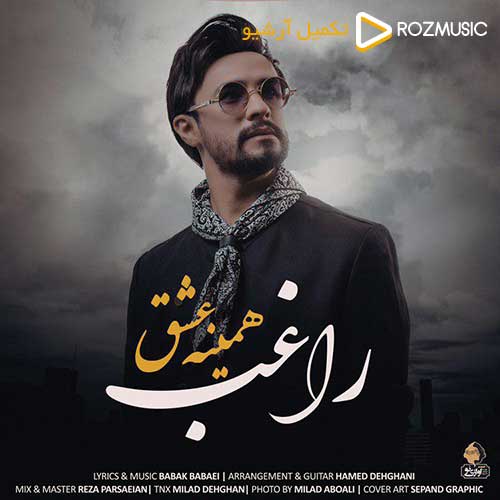 تکمیل آرشیو ROZMUSIC
همینه عشق
راغب
LYRICS & MUSIC BABAK BABAEI | ARRANGEMENT & GUITAR HAMED DEHGHANI
MIX & MASTER REZA PARSAEIAN| TNX MILAD DEHGHAN| PHOTO BY MILAD ABOALI | COVER ART SEPAND GRAPHIC